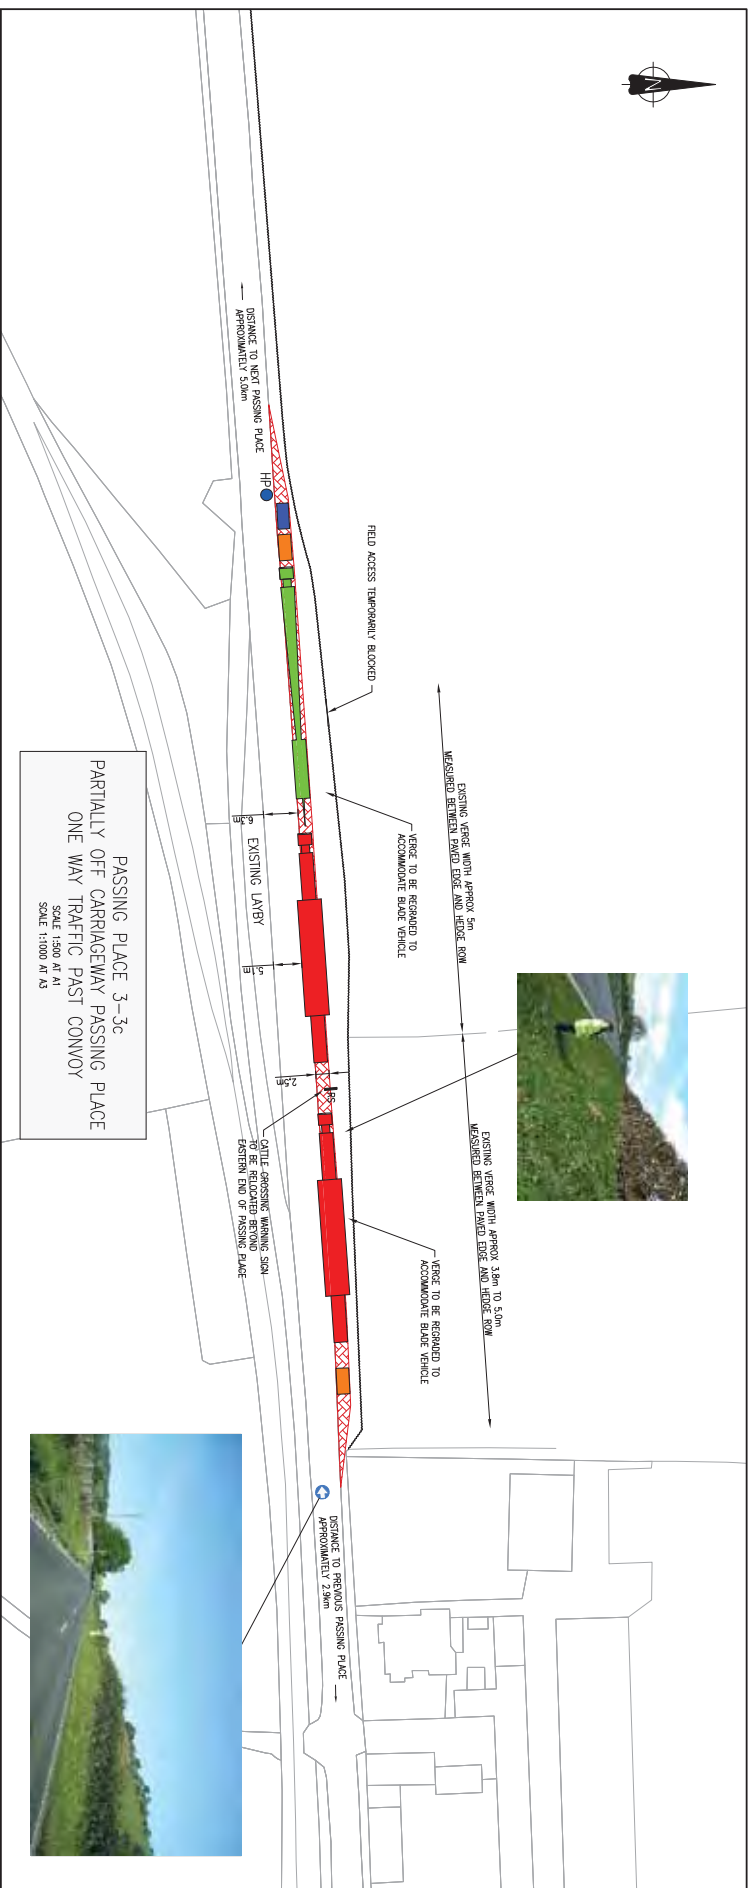 N
DISTANCE TO NEXT PASSING PLACE
APPROXIMATELY 5.0km
HP
FIELD ACCESS TEMPORARILY BLOCKED
EXISTING VERGE WIDTH APPROX 5m
MEASURED BETWEEN PAVED EDGE AND HEDGE ROW
VERGE TO BE REGRADED TO
ACCOMMODATE BLADE VEHICLE
6.3m
EXISTING LAYBY
5.1m
2.5m
RS
CATTLE CROSSING WARNING SIGN
TO BE RELOCATED BEYOND
EASTERN END OF PASSING PLACE
EXISTING VERGE WIDTH APPROX 3.8m TO 5.0m
MEASURED BETWEEN PAVED EDGE AND HEDGE ROW
VERGE TO BE REGRADED TO
ACCOMMODATE BLADE VEHICLE
DISTANCE TO PREVIOUS PASSING PLACE
APPROXIMATELY 2.9km
PASSING PLACE 3-3c
PARTIALLY OFF CARRIAGEWAY PASSING PLACE
ONE WAY TRAFFIC PAST CONVOY
SCALE 1:500 AT A1
SCALE 1:1000 AT A3